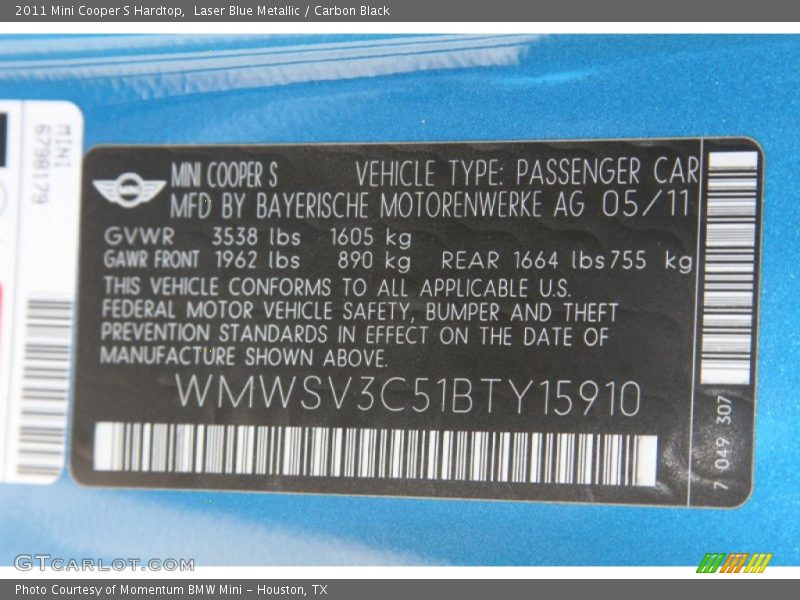 2011 Mini Cooper S Hardtop, Laser Blue Metallic / Carbon Black
MINI
6798179
MINI COOPER S VEHICLE TYPE: PASSENGER CAR
MFD BY BAYERISCHE MOTORENWERKE AG 05/11
GVWR 3538 lbs 1605 kg
GAWR FRONT 1962 lbs 890 kg REAR 1664 lbs 755 kg
THIS VEHICLE CONFORMS TO ALL APPLICABLE U.S.
FEDERAL MOTOR VEHICLE SAFETY, BUMPER AND THEFT
PREVENTION STANDARDS IN EFFECT ON THE DATE OF
MANUFACTURE SHOWN ABOVE.
WMWSV3C51BTY15910
7 049 307
GTCARLOT.COM
Photo Courtesy of Momentum BMW Mini - Houston, TX